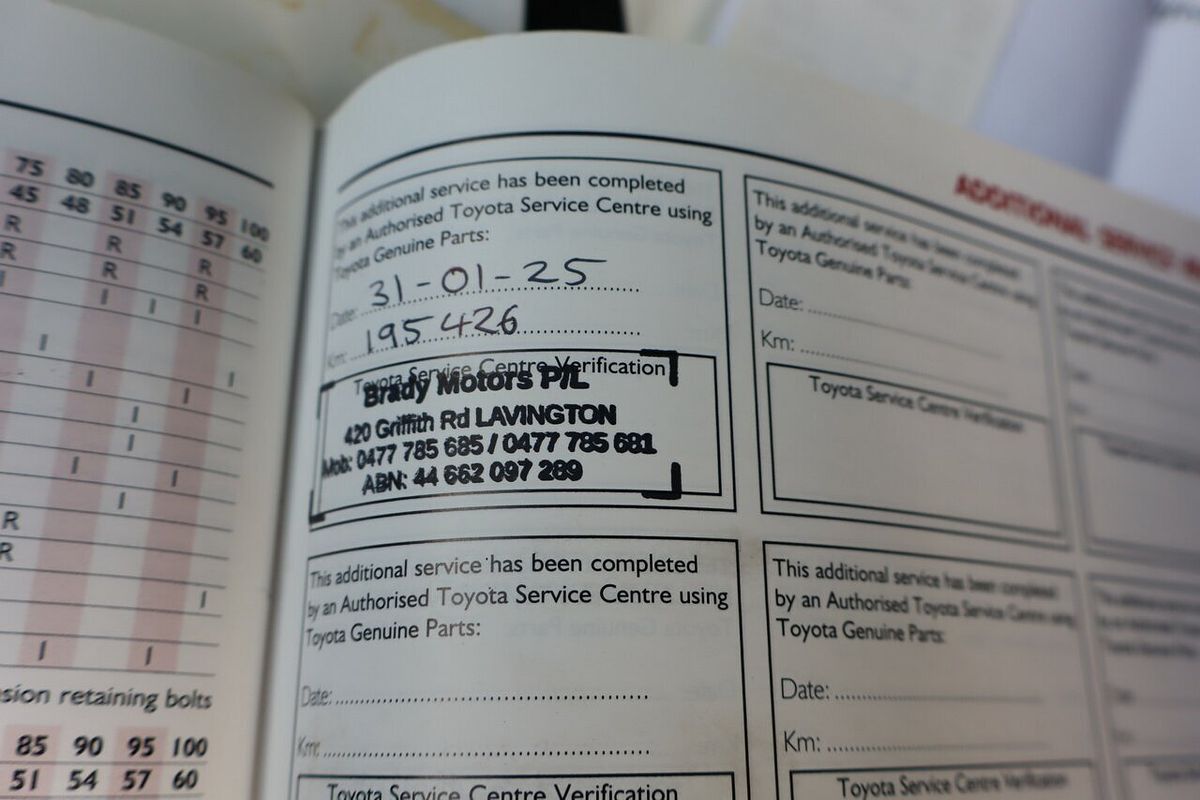 75 80 85 90 95 100
45 48 51 54 57 60
R R R
R R R
I I I
I I
I I
I I
I
I I
I
R
R
I
I I
sion retaining bolts
85 90 95 100
51 54 57 60
ADDITIONAL SERVICE
This additional service has been completed
by an Authorised Toyota Service Centre using
Toyota Genuine Parts:
Date: 31-01-25
Km: 195426
Toyota Service Centre Verification
Brady Motors P/L
420 Griffith Rd LAVINGTON
Mob: 0477 785 685 / 0477 785 681
ABN: 44 662 097 289
This additional service has been completed
by an Authorised Toyota Service Centre using
Toyota Genuine Parts:
Date:
Km:
Toyota Service Centre Verification
This additional service has been completed
by an Authorised Toyota Service Centre using
Toyota Genuine Parts:
Date:
Km:
Toyota Service Centre Verification
This additional service has been completed
by an Authorised Toyota Service Centre using
Toyota Genuine Parts:
Date:
Km:
Toyota Service Centre Verification